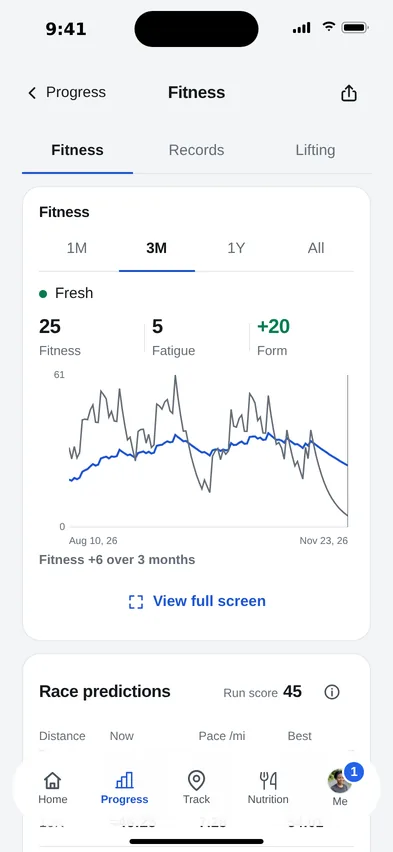 9:41
Progress
Fitness
Fitness Records Lifting
Fitness
1M 3M 1Y All
Fresh
25 5 +20
Fitness Fatigue Form
61
0
Aug 10, 26 Nov 23, 26
Fitness +6 over 3 months
View full screen
Race predictions Run score 45
Distance Now Pace /mi Best
1
Home Progress Track Nutrition Me